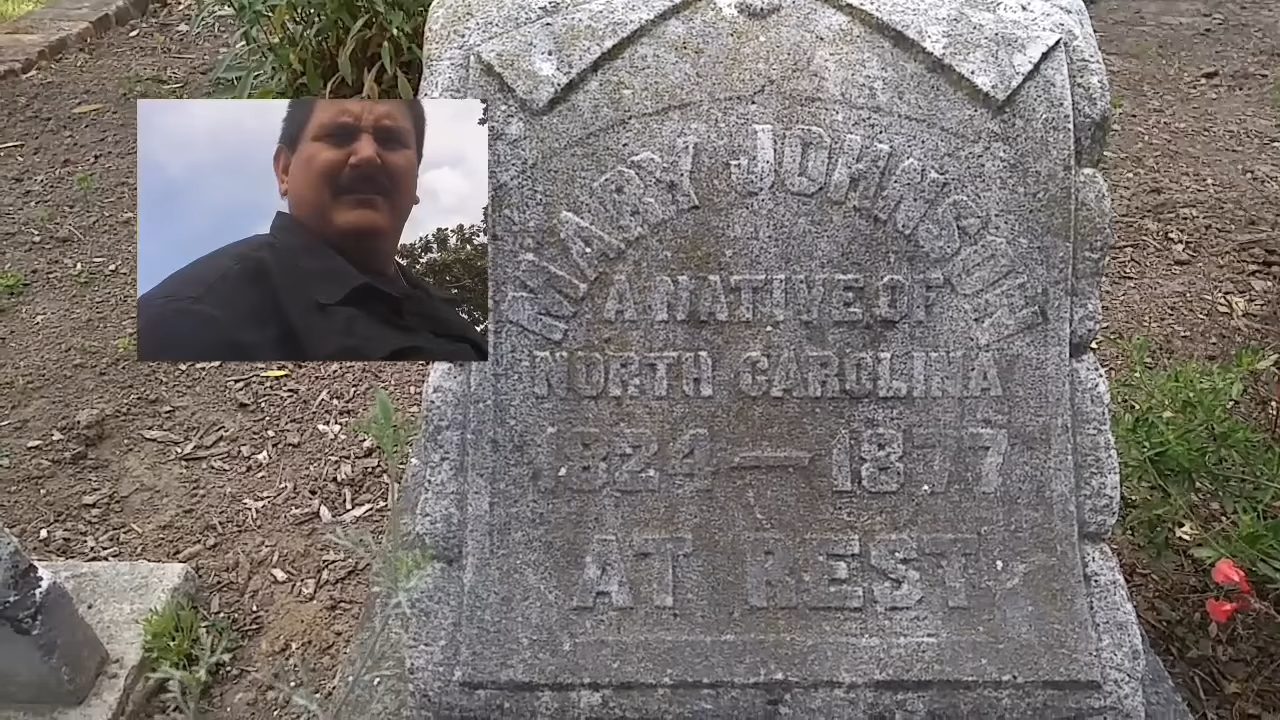 MARY JOHNSON
A NATIVE OF
NORTH CAROLINA
1824 — 1877
AT REST